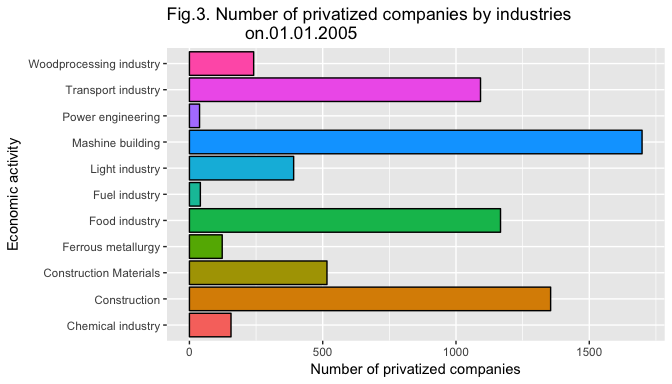 Fig.3. Number of privatized companies by industries
on.01.01.2005
Economic activity
Woodprocessing industry
Transport industry
Power engineering
Mashine building
Light industry
Fuel industry
Food industry
Ferrous metallurgy
Construction Materials
Construction
Chemical industry
0 500 1000 1500
Number of privatized companies